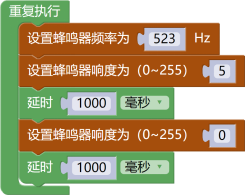 重复执行
设置蜂鸣器频率为 523 Hz
设置蜂鸣器响度为（0~255） 5
延时 1000 毫秒
设置蜂鸣器响度为（0~255） 0
延时 1000 毫秒